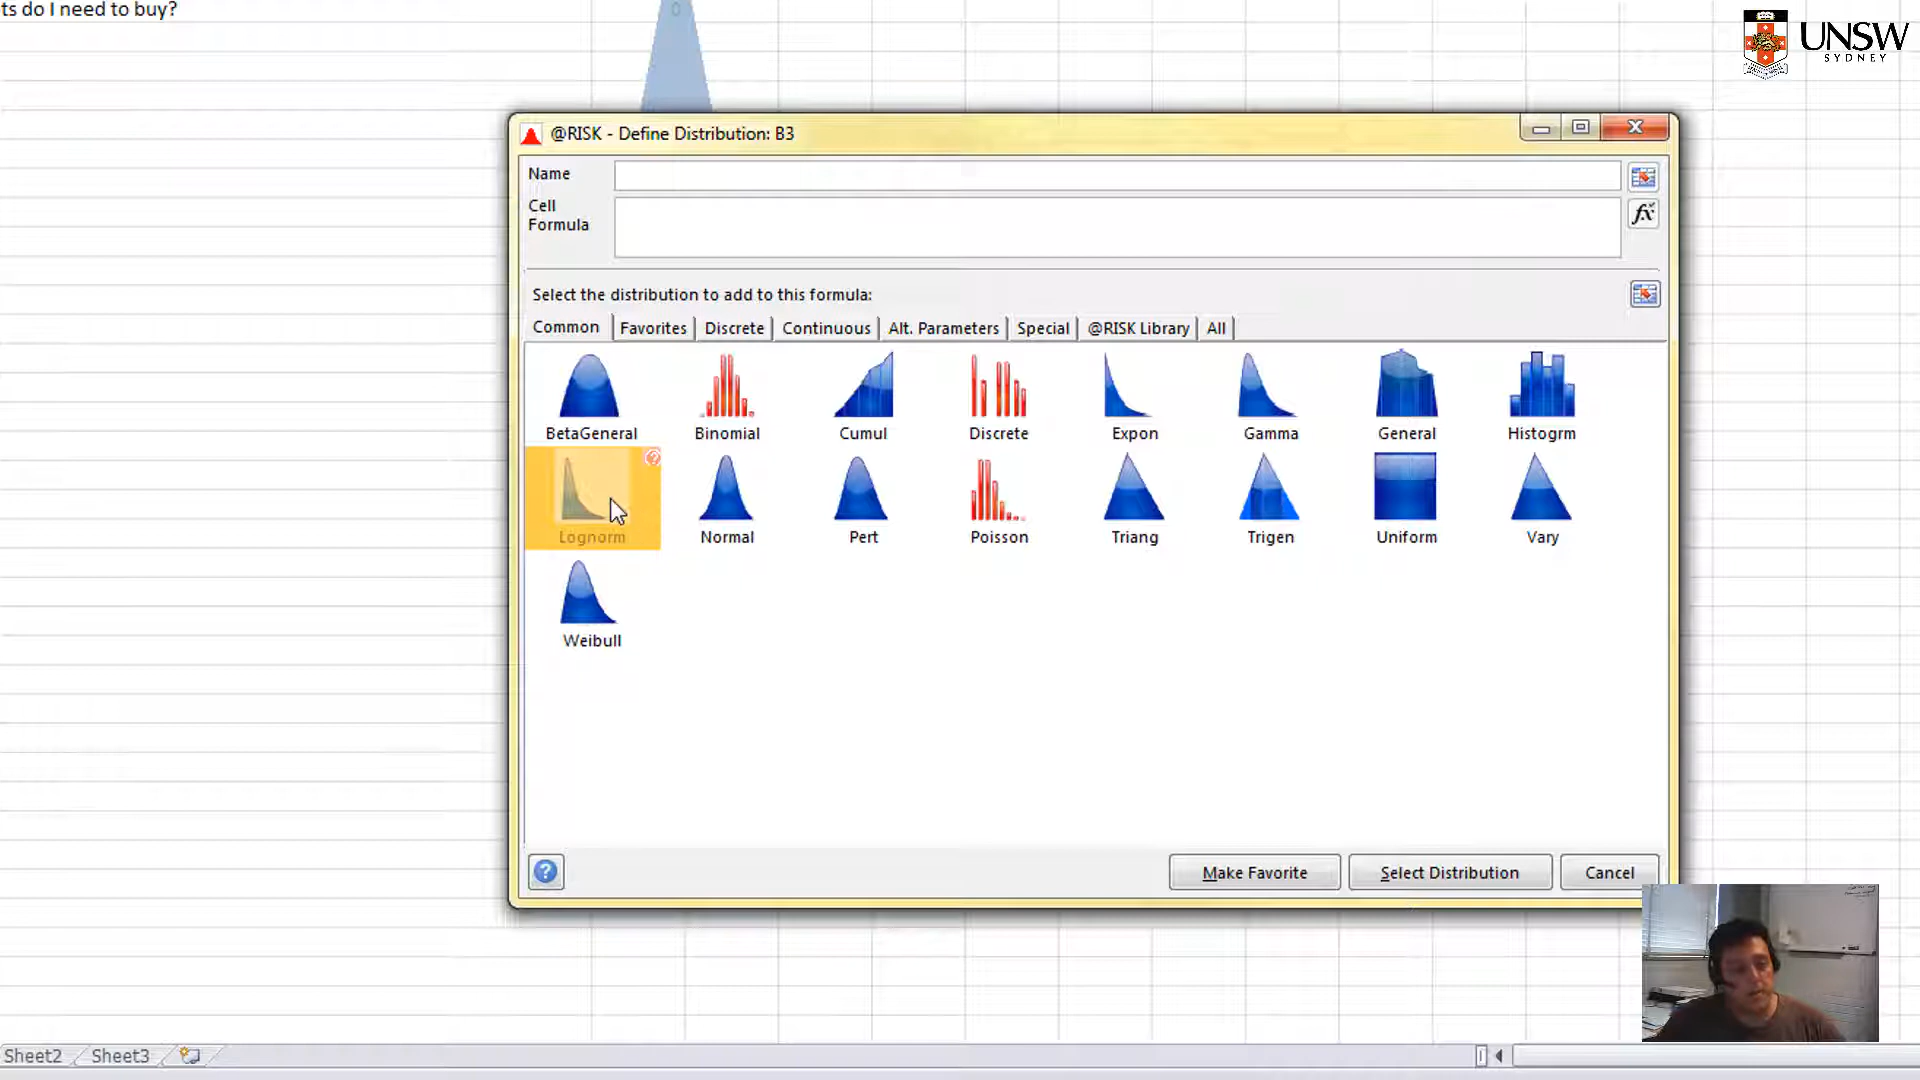 ts do I need to buy?
0
UNSW
SYDNEY
@RISK - Define Distribution: B3
Name
Cell
Formula
fx
Select the distribution to add to this formula:
Common Favorites Discrete Continuous Alt. Parameters Special @RISK Library All
BetaGeneral Binomial Cumul Discrete Expon Gamma General Histogrm
Lognorm Normal Pert Poisson Triang Trigen Uniform Vary
Weibull
Make Favorite Select Distribution Cancel
Sheet2 Sheet3